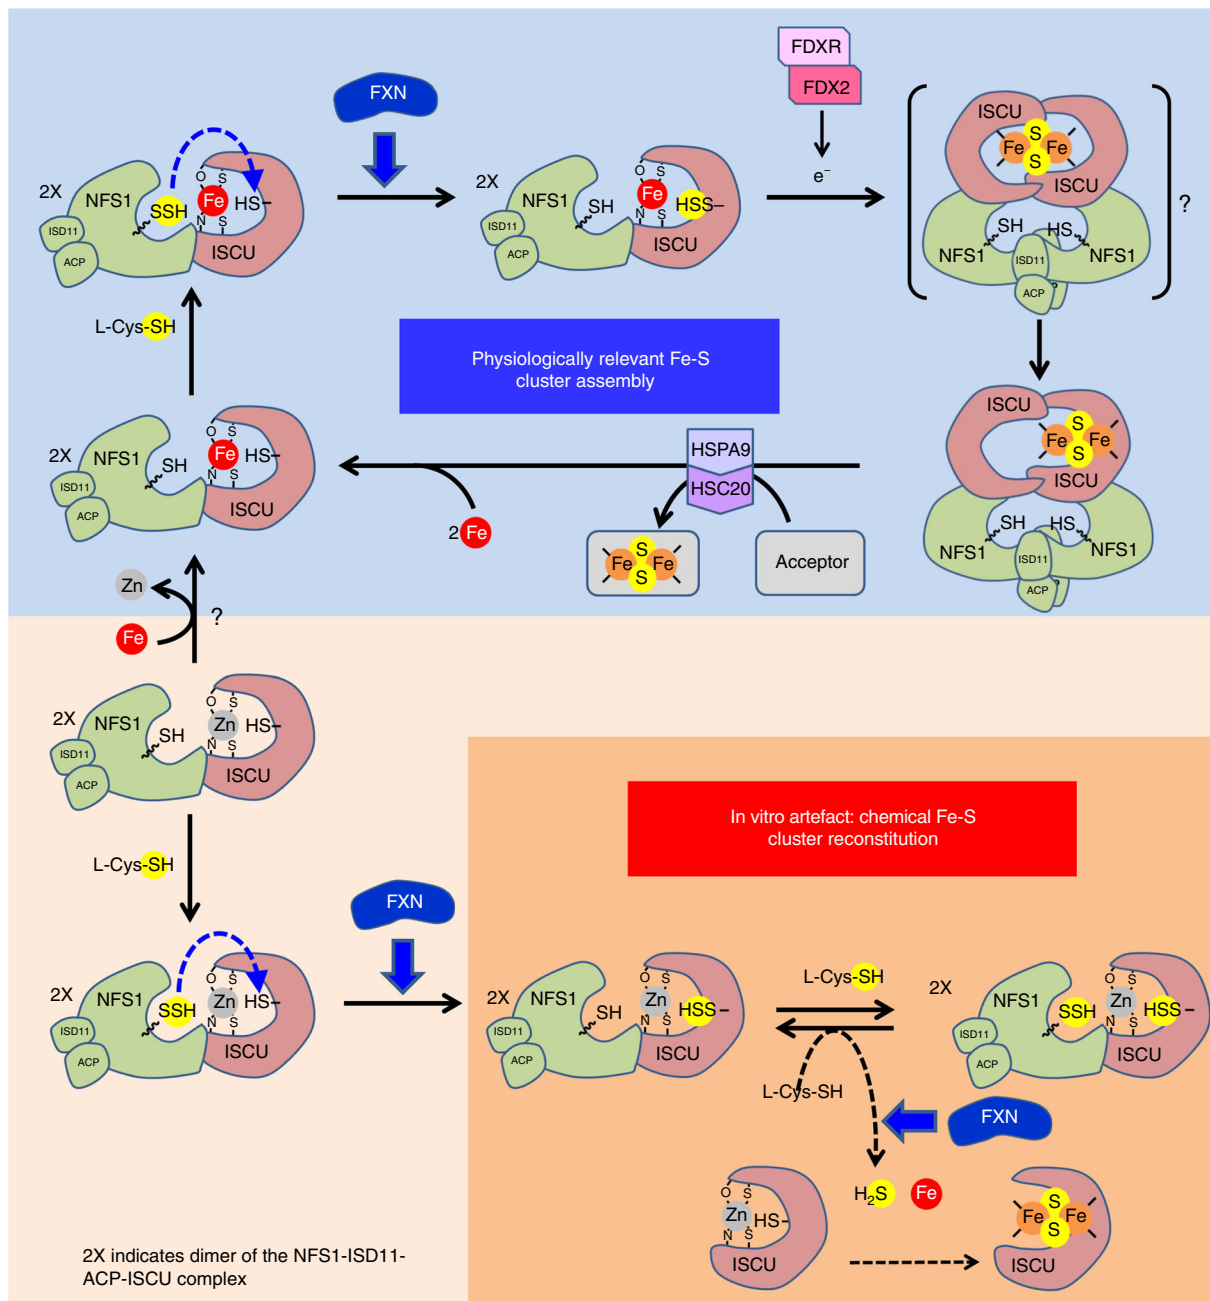 FDXR
FDX2
FXN
e⁻
2X
NFS1
SSH
O
S
Fe
HS
N
S
ISCU
ISD11
ACP
2X
NFS1
SH
O
S
Fe
HSS
N
S
ISCU
ISD11
ACP
ISCU
S
Fe
Fe
S
ISCU
SH
HS
NFS1
NFS1
ISD11
ACP
?
L-Cys-SH
Physiologically relevant Fe-S
cluster assembly
2X
NFS1
SH
O
S
Fe
HS
N
S
ISCU
ISD11
ACP
2Fe
HSPA9
HSC20
S
Fe
Fe
S
Acceptor
ISCU
S
Fe
Fe
S
ISCU
SH
HS
NFS1
NFS1
ISD11
ACP
Zn
Fe
?
2X
NFS1
SH
O
S
Zn
HS
N
S
ISCU
ISD11
ACP
In vitro artefact: chemical Fe-S
cluster reconstitution
L-Cys-SH
FXN
2X
NFS1
SSH
O
S
Zn
HS
N
S
ISCU
ISD11
ACP
2X
NFS1
SH
O
S
Zn
HSS
N
S
ISCU
ISD11
ACP
L-Cys-SH
L-Cys-SH
2X
NFS1
SSH
O
S
Zn
HSS
N
S
ISCU
ISD11
ACP
FXN
H₂S
Fe
O
S
Zn
HS
N
S
ISCU
S
Fe
Fe
S
ISCU
2X indicates dimer of the NFS1-ISD11-
ACP-ISCU complex